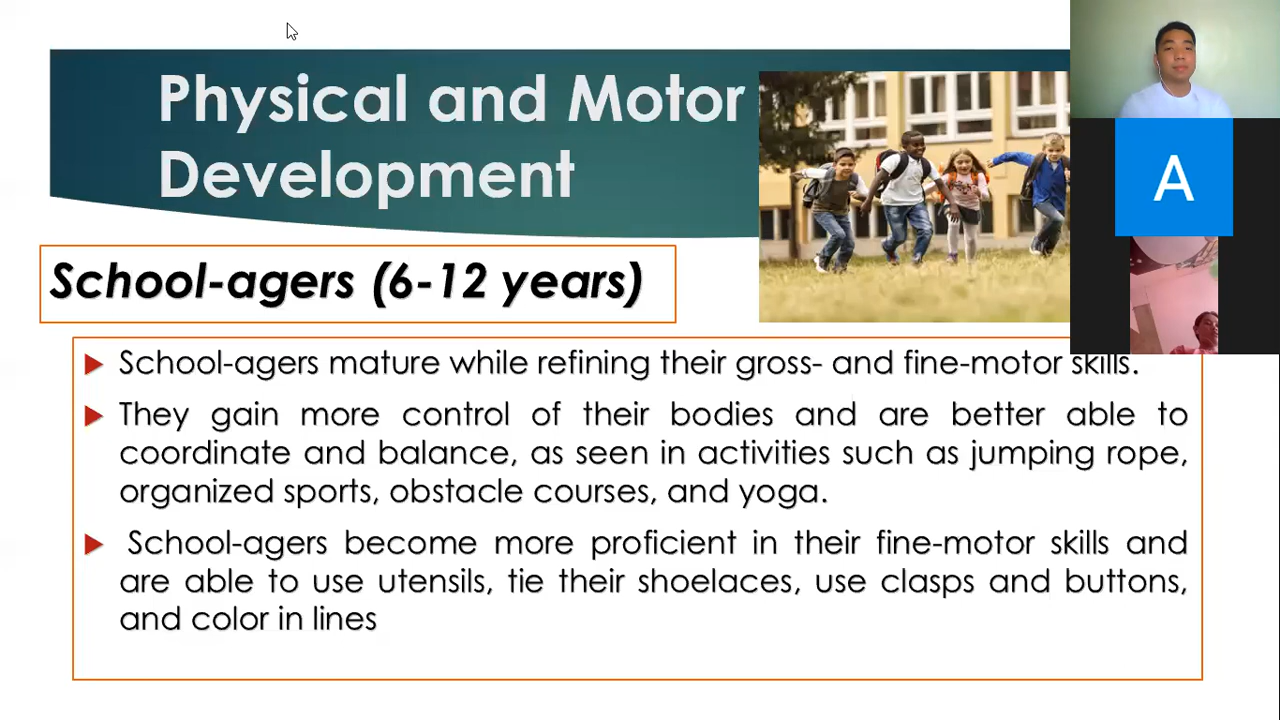 Physical and Motor
Development
A
School-agers (6-12 years)
School-agers mature while refining their gross- and fine-motor skills.
They gain more control of their bodies and are better able to
coordinate and balance, as seen in activities such as jumping rope,
organized sports, obstacle courses, and yoga.
School-agers become more proficient in their fine-motor skills and
are able to use utensils, tie their shoelaces, use clasps and buttons,
and color in lines